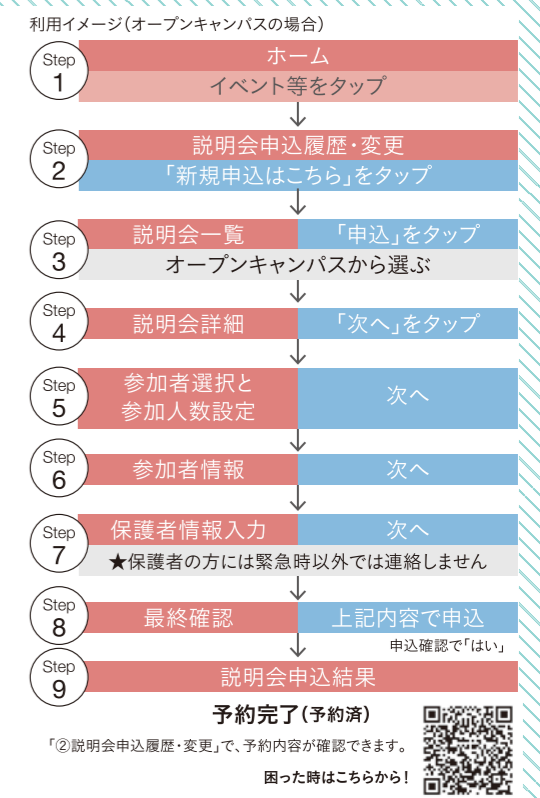 利用イメージ（オープンキャンパスの場合）
Step
1
ホーム
イベント等をタップ
Step
2
説明会申込履歴・変更
「新規申込はこちら」をタップ
Step
3
説明会一覧 「申込」をタップ
オープンキャンパスから選ぶ
Step
4
説明会詳細 「次へ」をタップ
Step
5
参加者選択と
参加人数設定
次へ
Step
6
参加者情報 次へ
Step
7
保護者情報入力 次へ
★保護者の方には緊急時以外では連絡しません
Step
8
最終確認 上記内容で申込
申込確認で「はい」
Step
9
説明会申込結果
予約完了（予約済）
「②説明会申込履歴・変更」で、予約内容が確認できます。
困った時はこちらから！